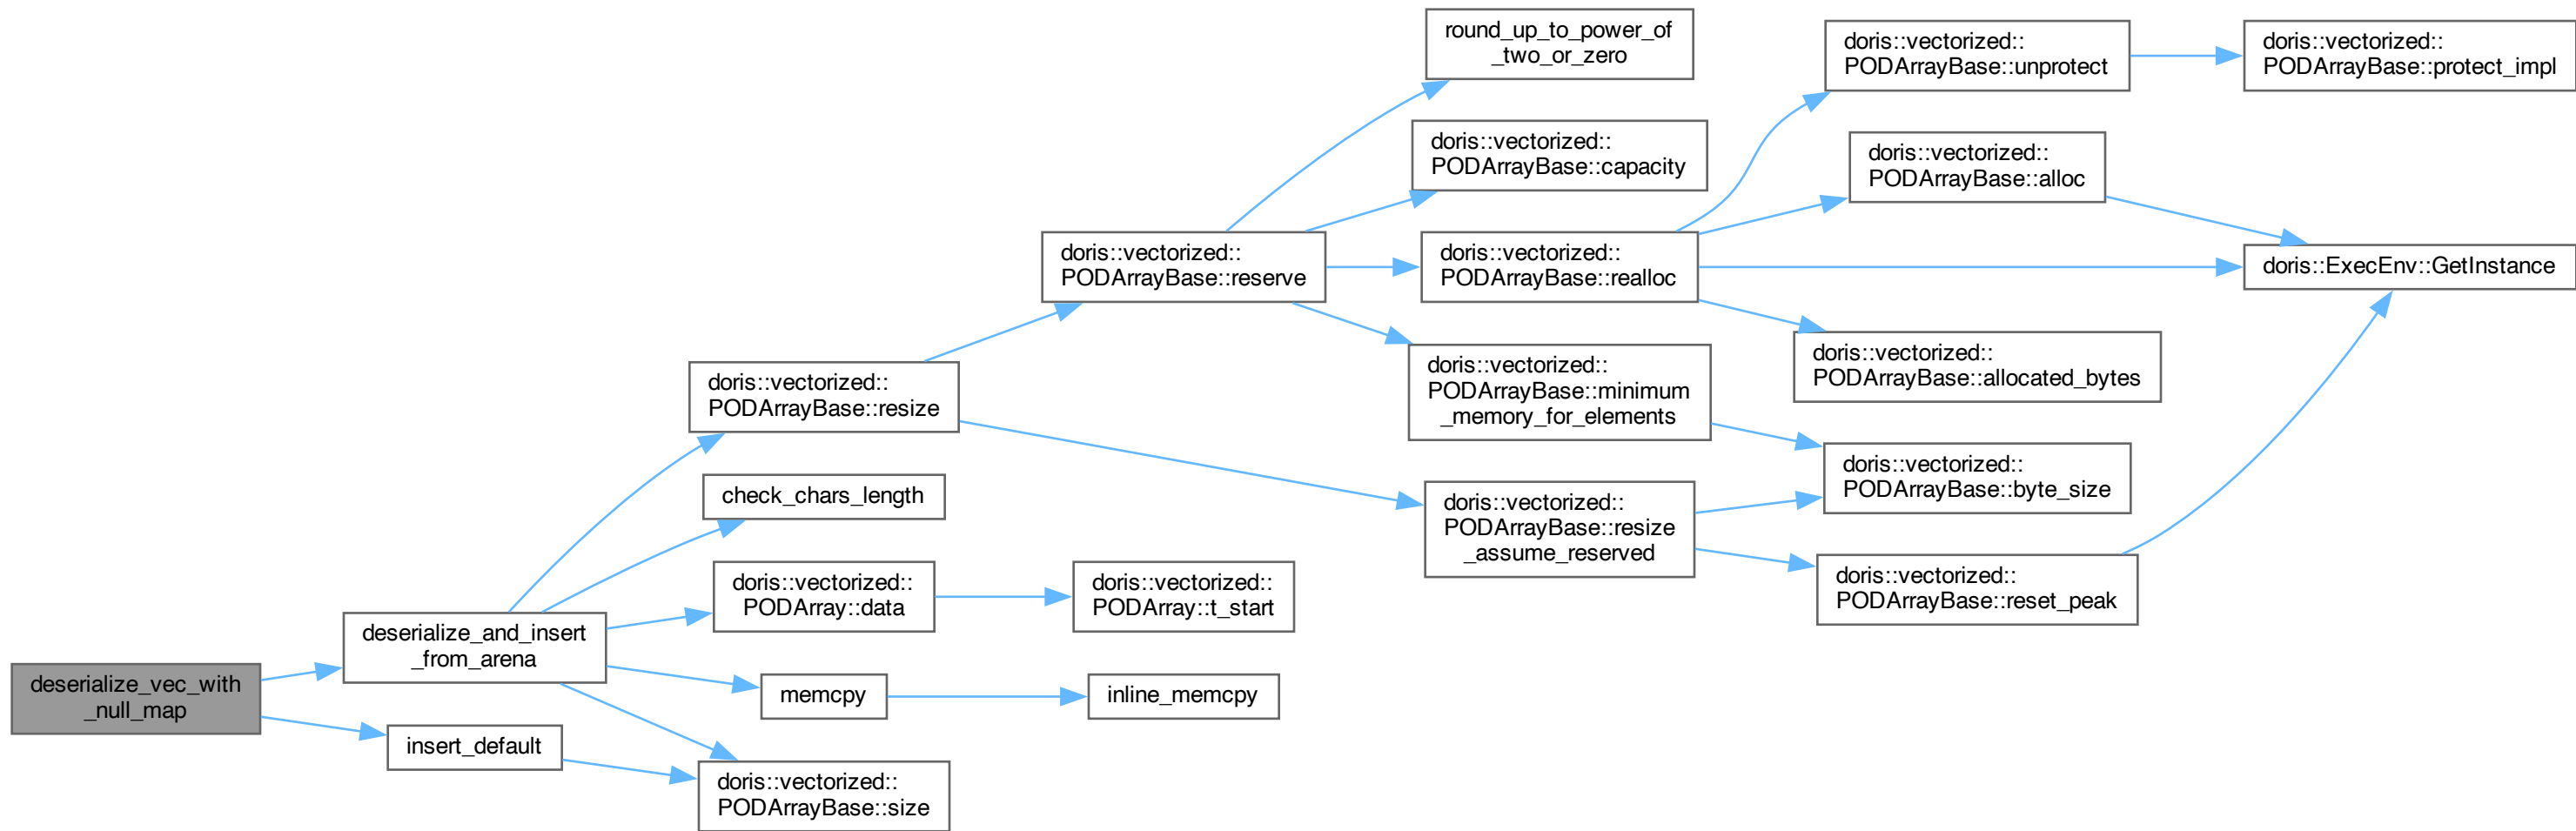 deserialize_vec_with
_null_map
deserialize_and_insert
_from_arena
insert_default
doris::vectorized::
PODArrayBase::resize
check_chars_length
doris::vectorized::
PODArray::data
memcpy
doris::vectorized::
PODArrayBase::size
doris::vectorized::
PODArrayBase::reserve
doris::vectorized::
PODArray::t_start
inline_memcpy
round_up_to_power_of
_two_or_zero
doris::vectorized::
PODArrayBase::capacity
doris::vectorized::
PODArrayBase::realloc
doris::vectorized::
PODArrayBase::minimum
_memory_for_elements
doris::vectorized::
PODArrayBase::resize
_assume_reserved
doris::vectorized::
PODArrayBase::unprotect
doris::vectorized::
PODArrayBase::alloc
doris::vectorized::
PODArrayBase::allocated_bytes
doris::vectorized::
PODArrayBase::byte_size
doris::vectorized::
PODArrayBase::reset_peak
doris::vectorized::
PODArrayBase::protect_impl
doris::ExecEnv::GetInstance